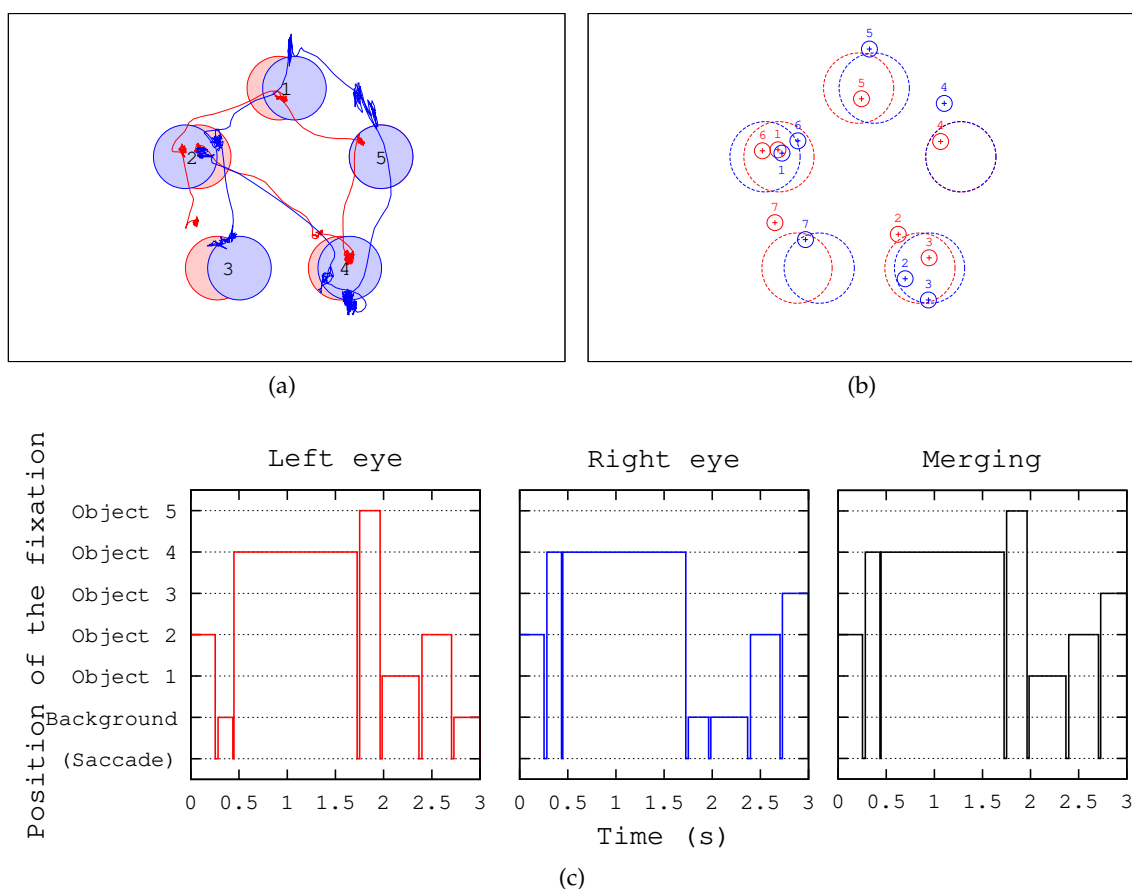 1
2
5
3
4
(a)
5
4
5
4
6
1
6
1
7
2
3
7
2
3
(b)
Position of the fixation
Left eye
Right eye
Merging
Object 5
Object 4
Object 3
Object 2
Object 1
Background
(Saccade)
0 0.5 1 1.5 2 2.5 3
0 0.5 1 1.5 2 2.5 3
0 0.5 1 1.5 2 2.5 3
Time (s)
(c)